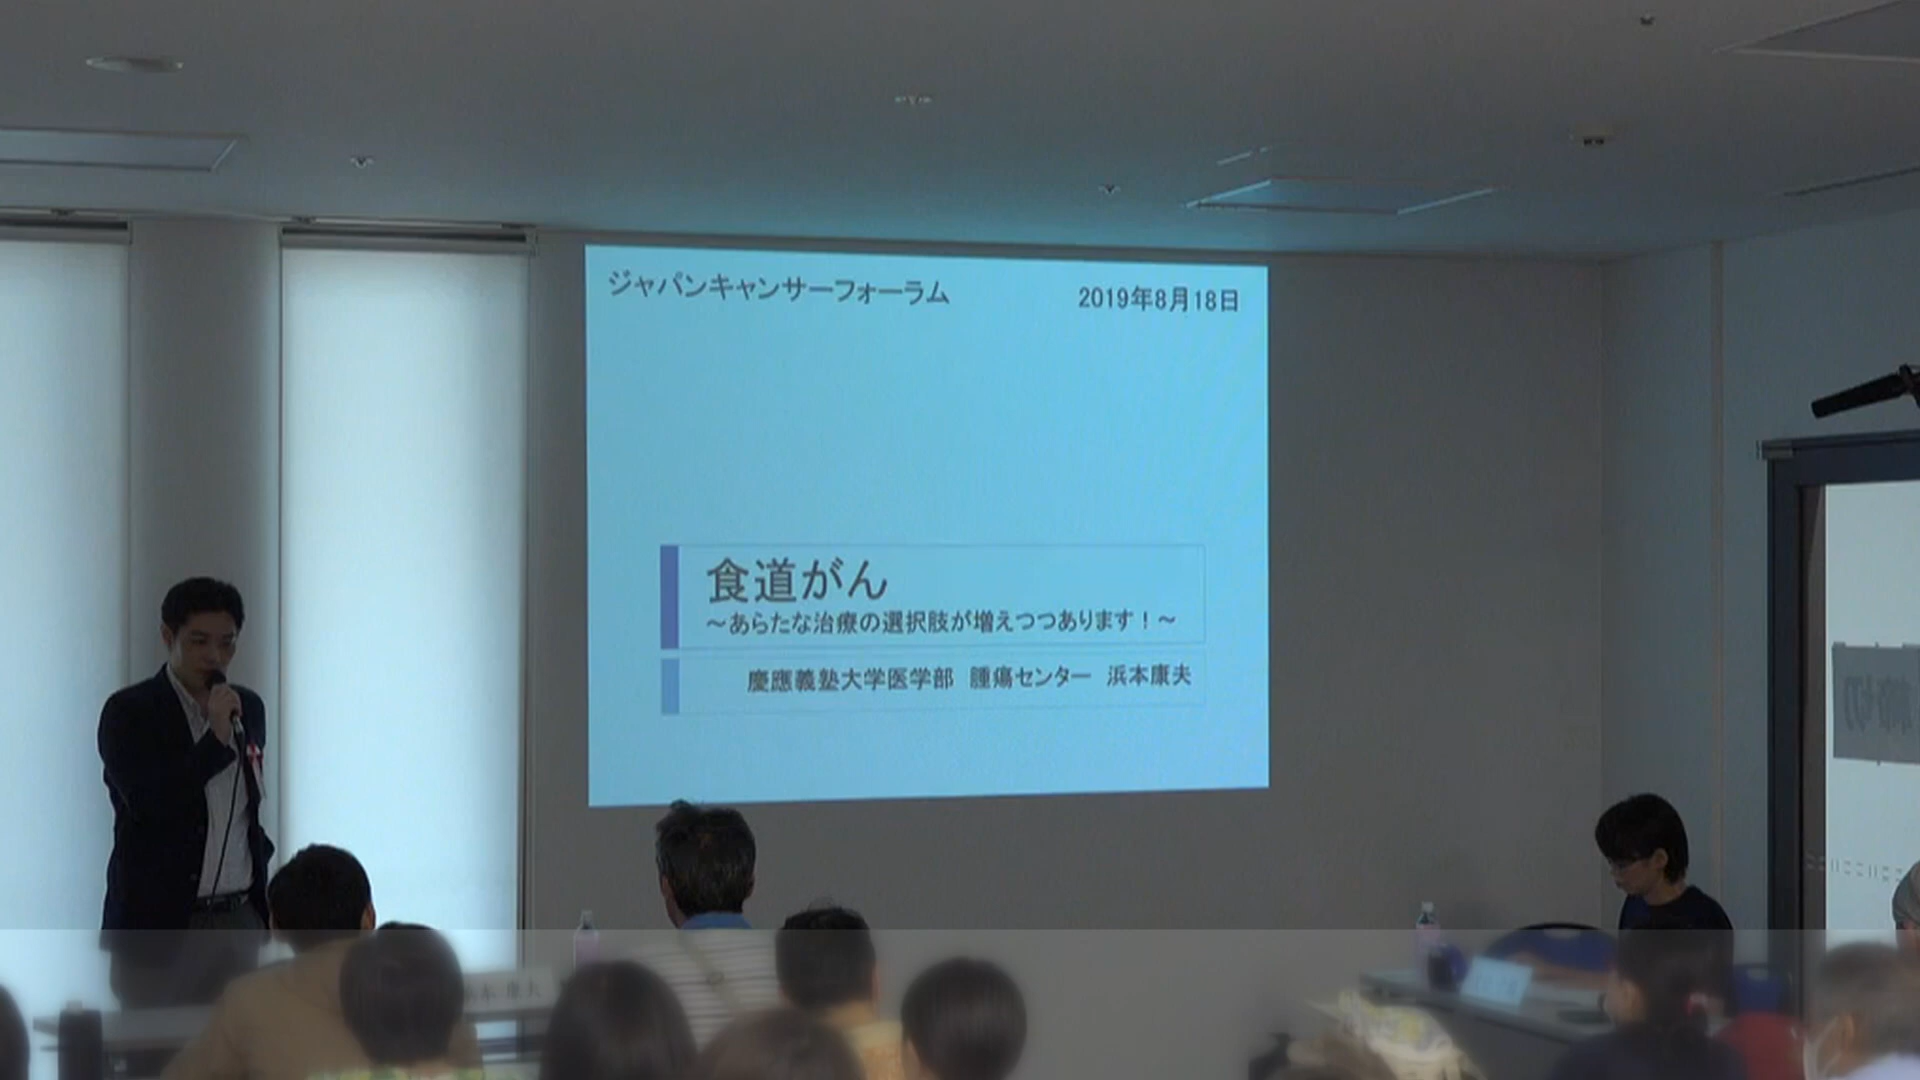 ジャパンキャンサーフォーラム
2019年8月18日
食道がん
～あらたな治療の選択肢が増えつつあります！～
慶應義塾大学医学部 腫瘍センター 浜本康夫